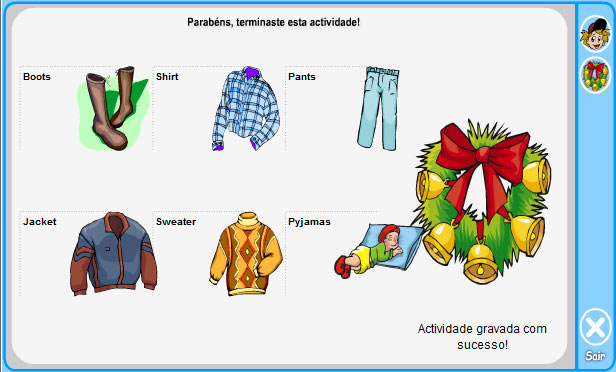 Parabéns, terminaste esta actividade!
Boots
Shirt
Pants
Jacket
Sweater
Pyjamas
Actividade gravada com
sucesso!
Sair